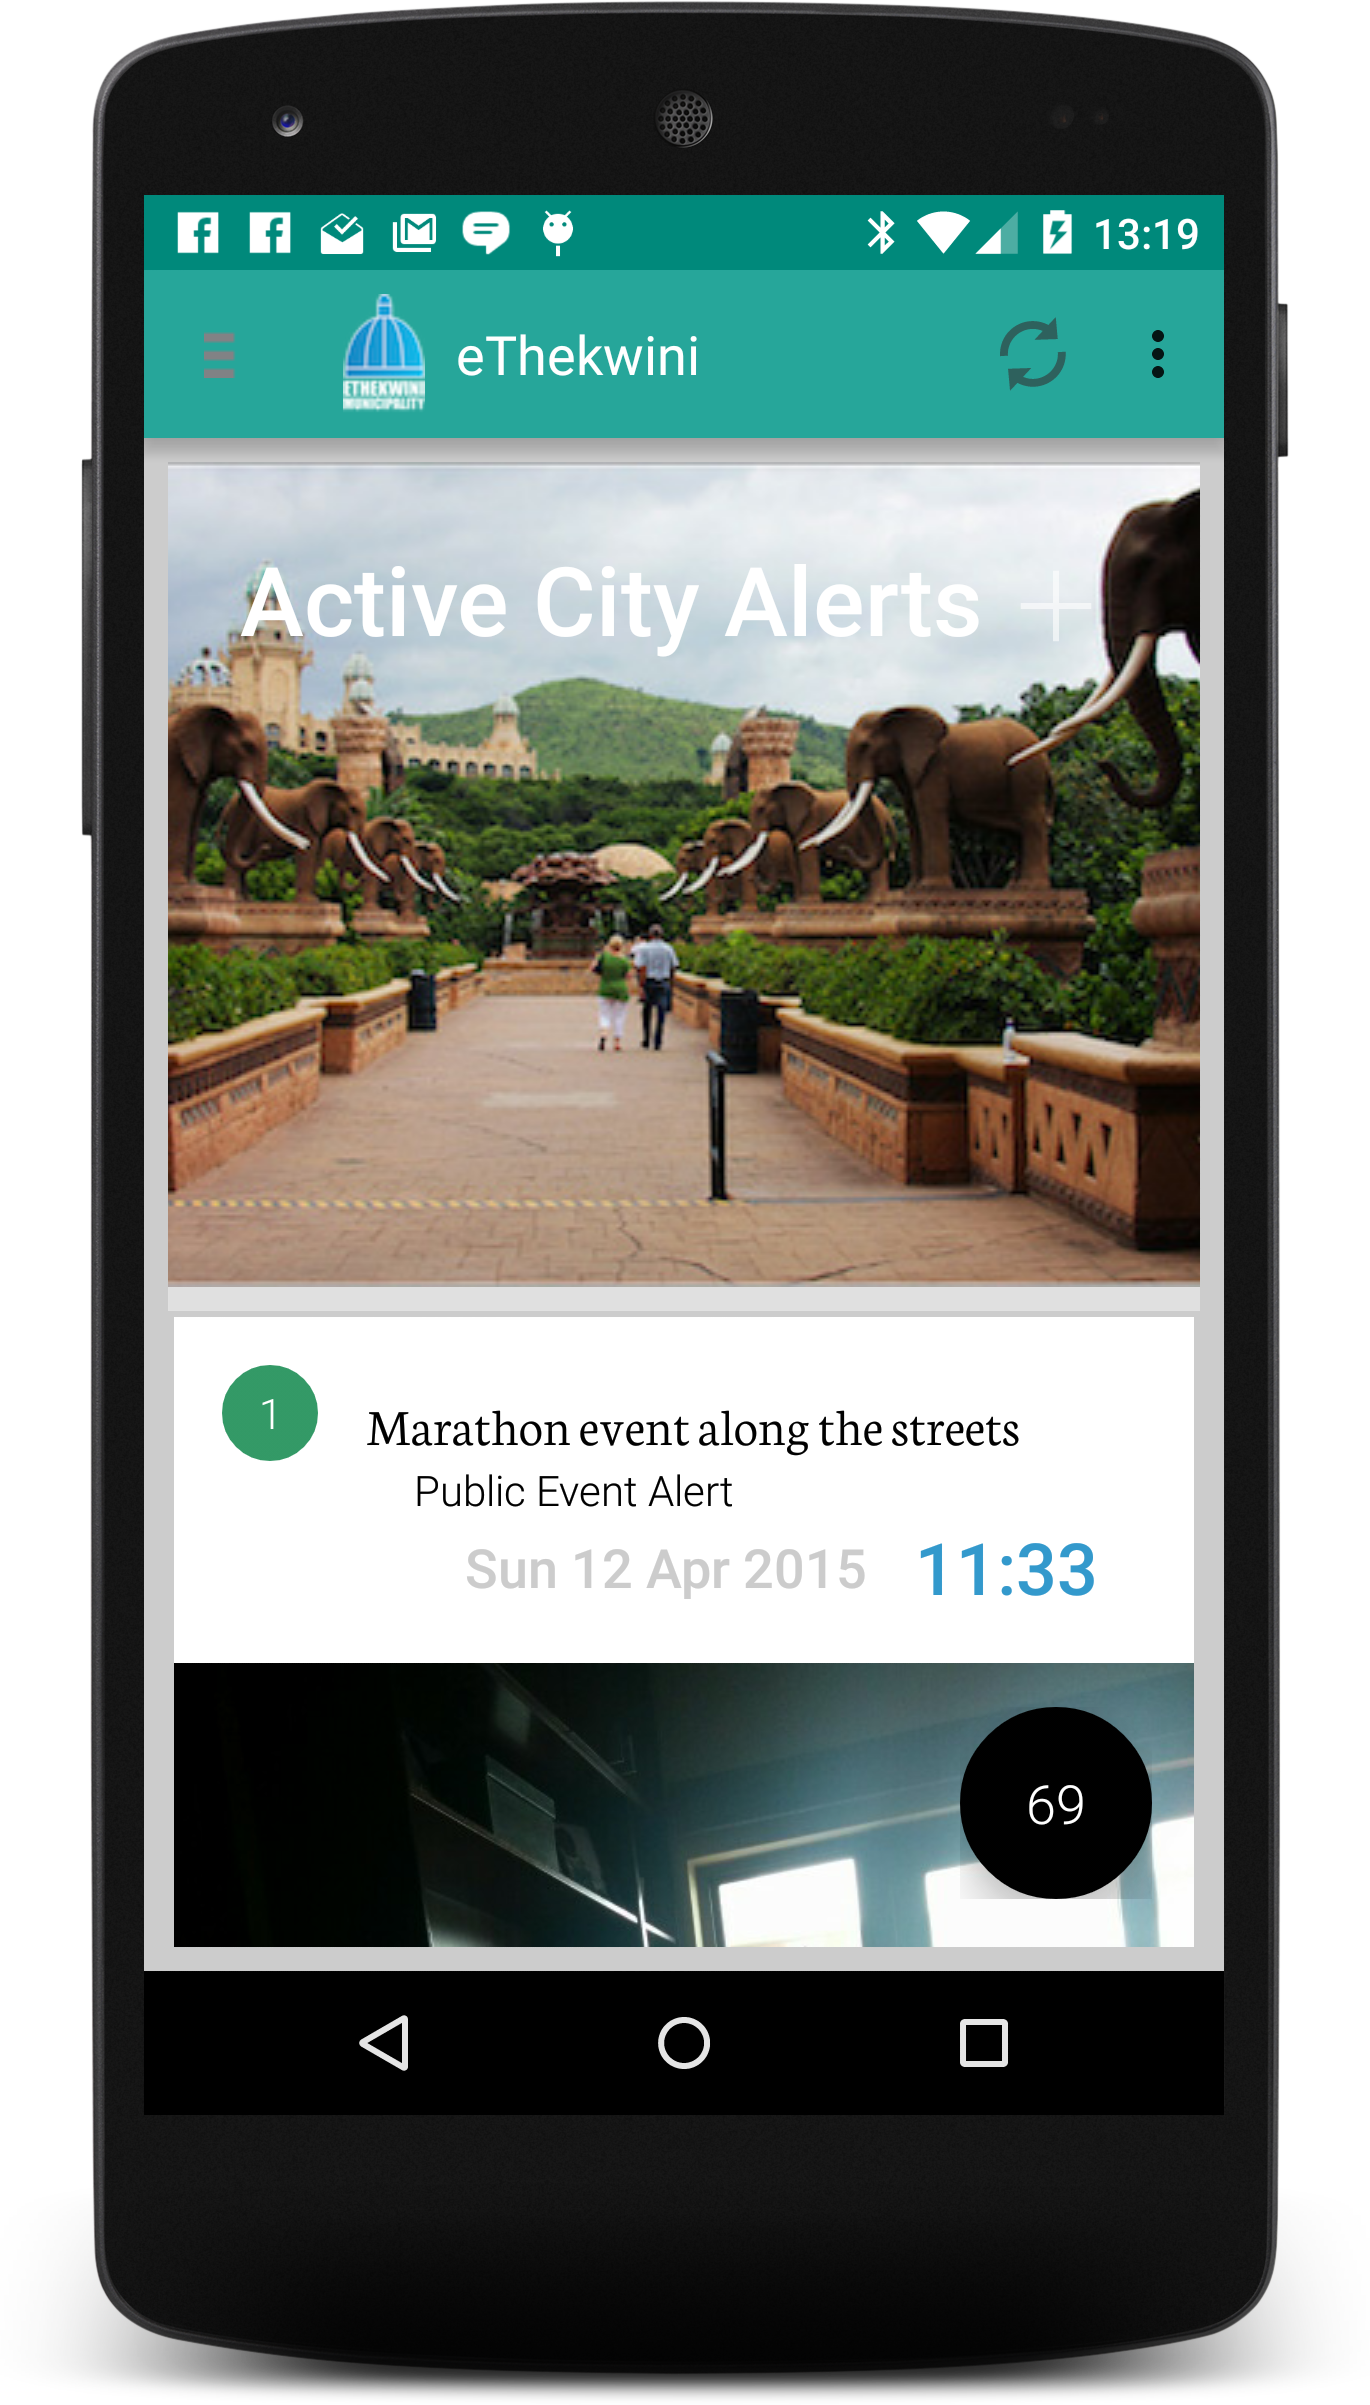 13:19
ETHEKWINI
MUNICIPALITY
eThekwini
Active City Alerts
1
Marathon event along the streets
Public Event Alert
Sun 12 Apr 2015 11:33
69